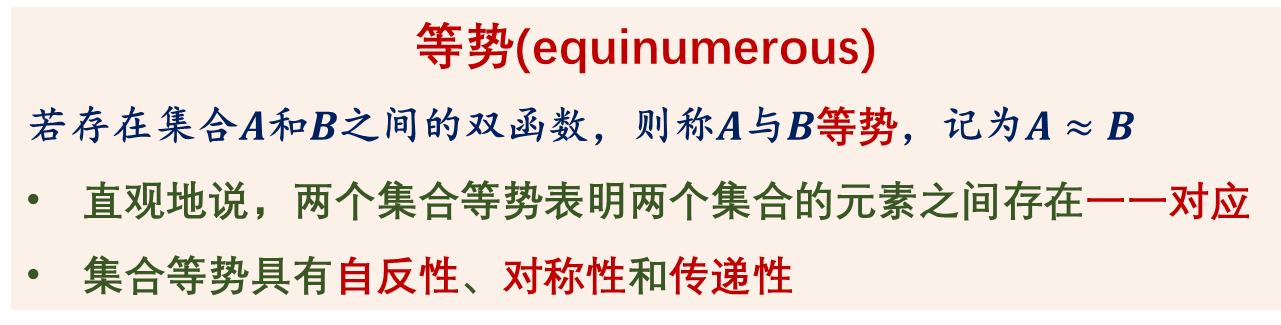 等势(equinumerous)
若存在集合A和B之间的双函数，则称A与B等势，记为A ≈ B
• 直观地说，两个集合等势表明两个集合的元素之间存在一一对应
• 集合等势具有自反性、对称性和传递性